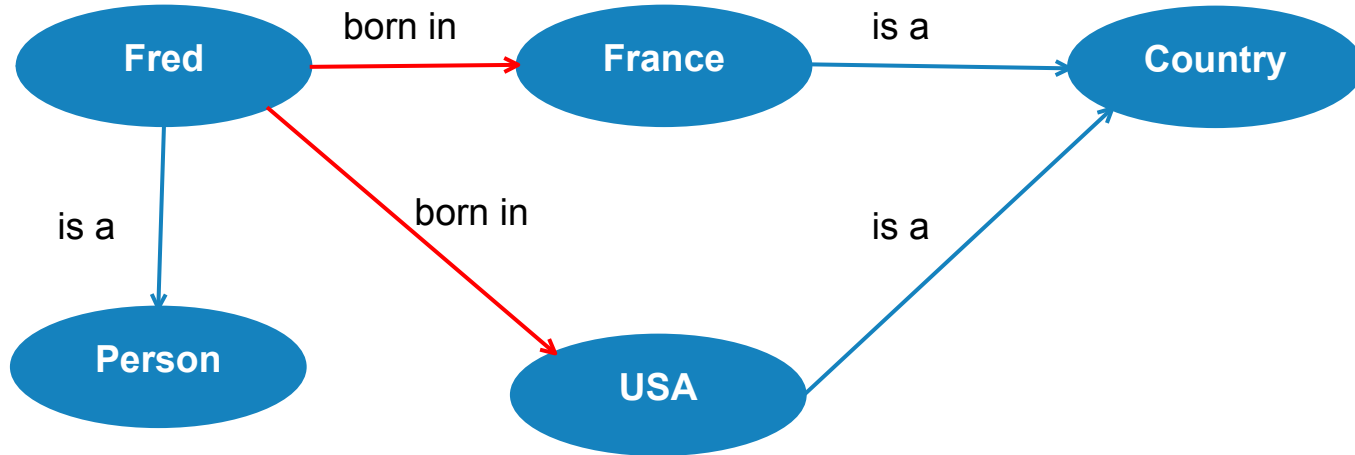 born in
is a
Fred
France
Country
born in
is a
is a
Person
USA